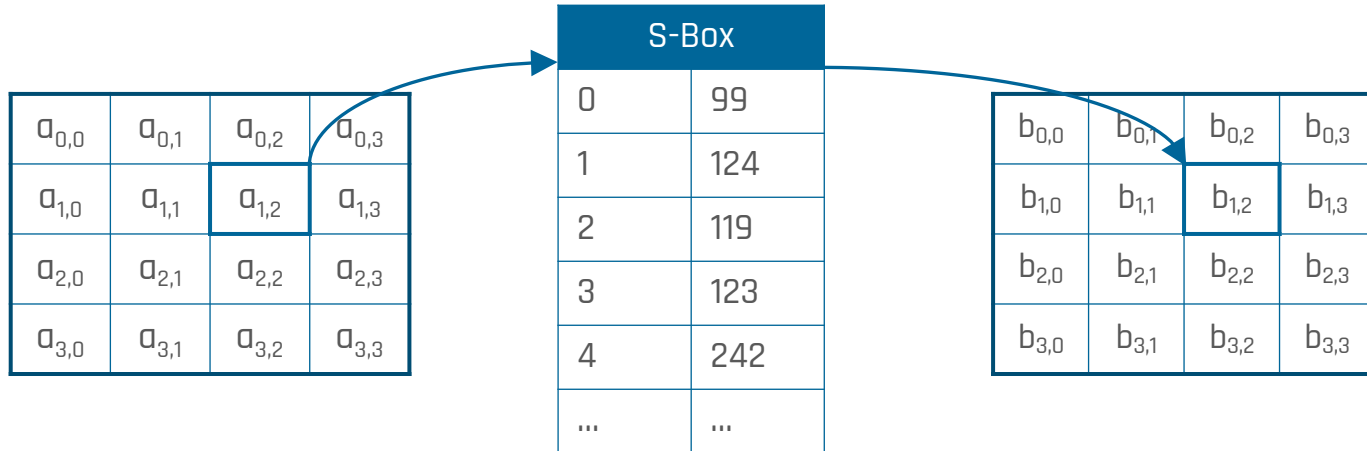 S-Box
0 99
1 124
2 119
3 123
4 242
... ...
a0,0 a0,1 a0,2 a0,3
a1,0 a1,1 a1,2 a1,3
a2,0 a2,1 a2,2 a2,3
a3,0 a3,1 a3,2 a3,3
b0,0 b0,1 b0,2 b0,3
b1,0 b1,1 b1,2 b1,3
b2,0 b2,1 b2,2 b2,3
b3,0 b3,1 b3,2 b3,3